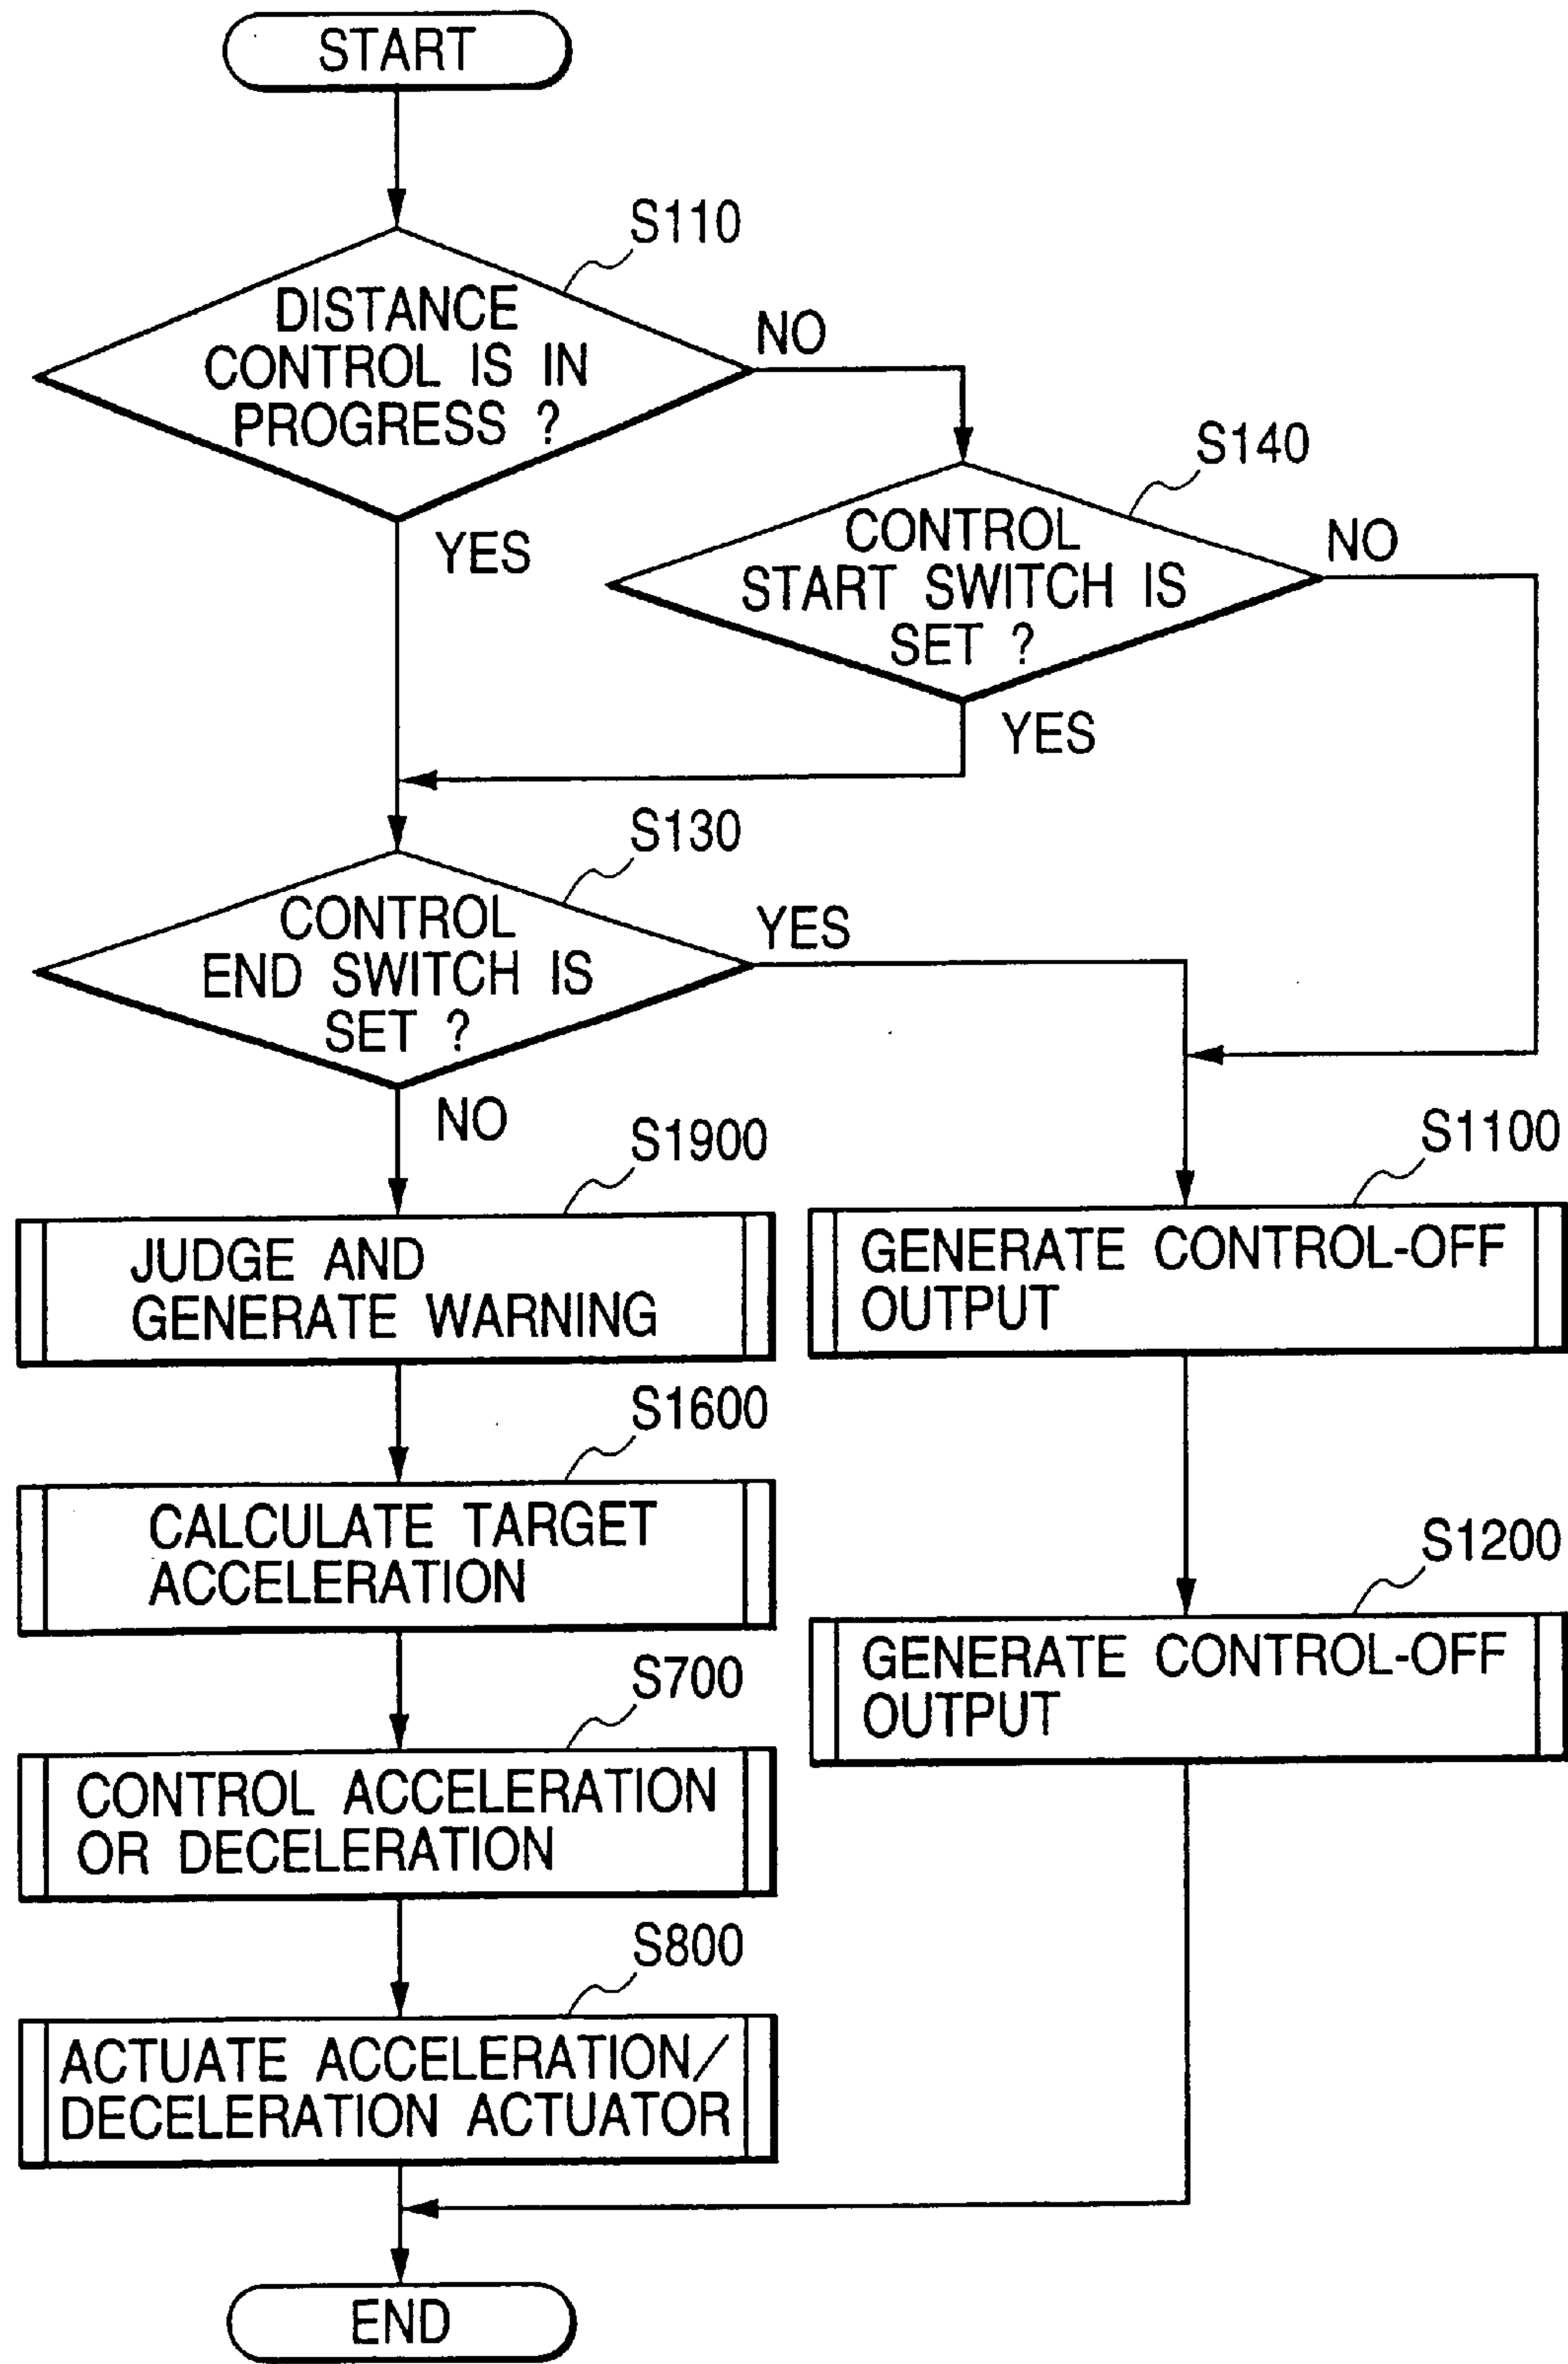 START
S110
DISTANCE
CONTROL IS IN
PROGRESS ?
NO
YES
S140
CONTROL
START SWITCH IS
SET ?
NO
YES
S130
CONTROL
END SWITCH IS
SET ?
YES
NO
S1900
JUDGE AND
GENERATE WARNING
S1100
GENERATE CONTROL-OFF
OUTPUT
S1600
CALCULATE TARGET
ACCELERATION
S1200
GENERATE CONTROL-OFF
OUTPUT
S700
CONTROL ACCELERATION
OR DECELERATION
S800
ACTUATE ACCELERATION/
DECELERATION ACTUATOR
END